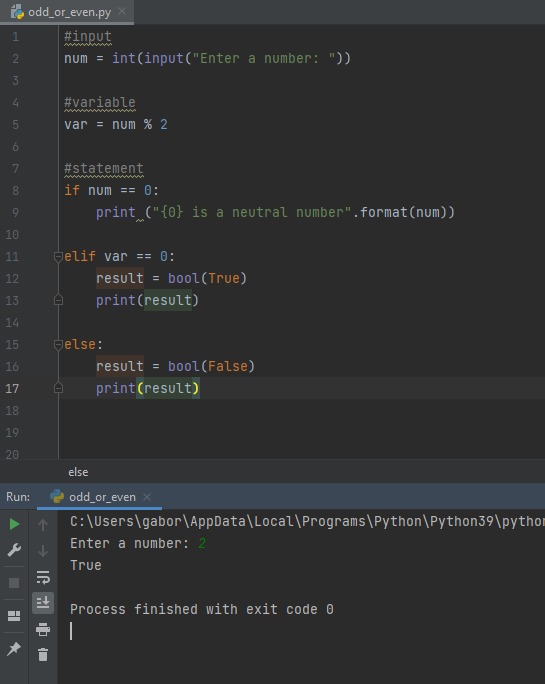 odd_or_even.py
1 #input
2 num = int(input("Enter a number: "))
3
4 #variable
5 var = num % 2
6
7 #statement
8 if num == 0:
9 print ("{0} is a neutral number".format(num))
10
11 elif var == 0:
12 result = bool(True)
13 print(result)
14
15 else:
16 result = bool(False)
17 print(result)
18
19
20
else
Run: odd_or_even
C:\Users\gabor\AppData\Local\Programs\Python\Python39\python
Enter a number: 2
True
Process finished with exit code 0